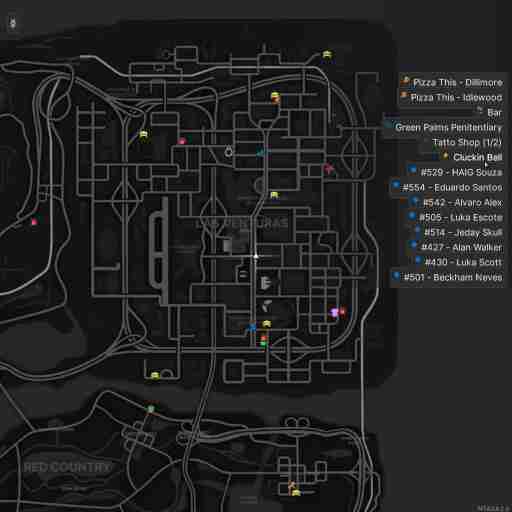 Pizza This - Dillimore
Pizza This - Idlewood
Bar
Green Palms Penitentiary
Tatto Shop (1/2)
Cluckin Bell
#529 - HAIG Souza
#554 - Eduardo Santos
#542 - Alvaro Alex
#505 - Luka Escote
#514 - Jeday Skull
#427 - Alan Walker
#430 - Luka Scott
#501 - Beckham Neves
LAS VENTURAS
RED COUNTRY